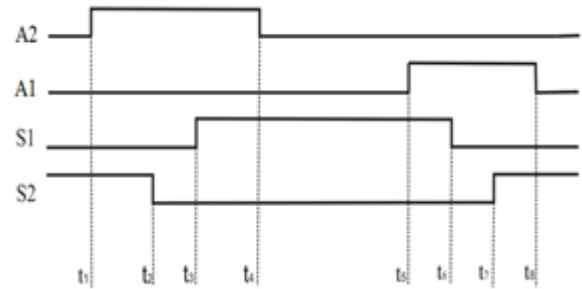 A2
A1
S1
S2
t₁ t₂ t₃ t₄ t₅ t₆ t₇ t₈